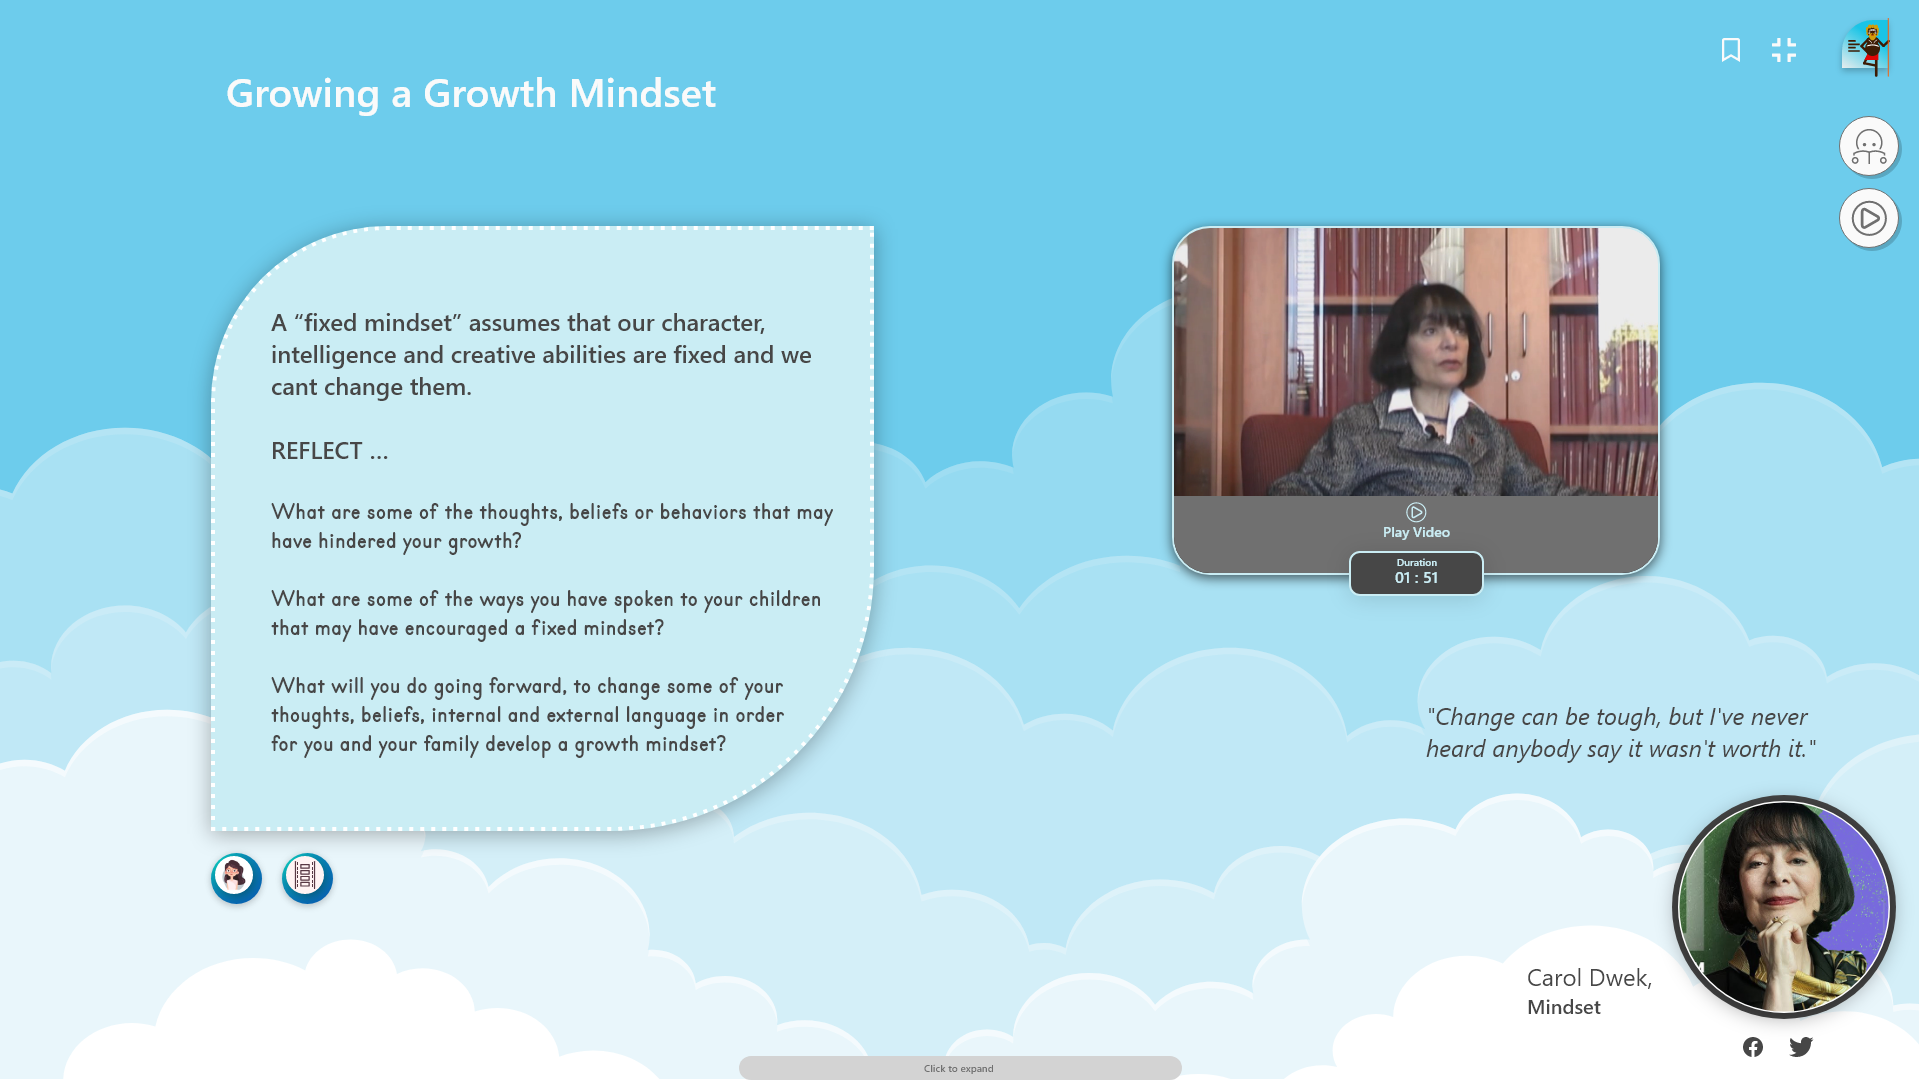 Growing a Growth Mindset
A “fixed mindset” assumes that our character,
intelligence and creative abilities are fixed and we
cant change them.
REFLECT ...
What are some of the thoughts, beliefs or behaviors that may
have hindered your growth?
What are some of the ways you have spoken to your children
that may have encouraged a fixed mindset?
What will you do going forward, to change some of your
thoughts, beliefs, internal and external language in order
for you and your family develop a growth mindset?
Play Video
Duration
01 : 51
"Change can be tough, but I've never
heard anybody say it wasn't worth it."
Carol Dwek,
Mindset
Click to expand